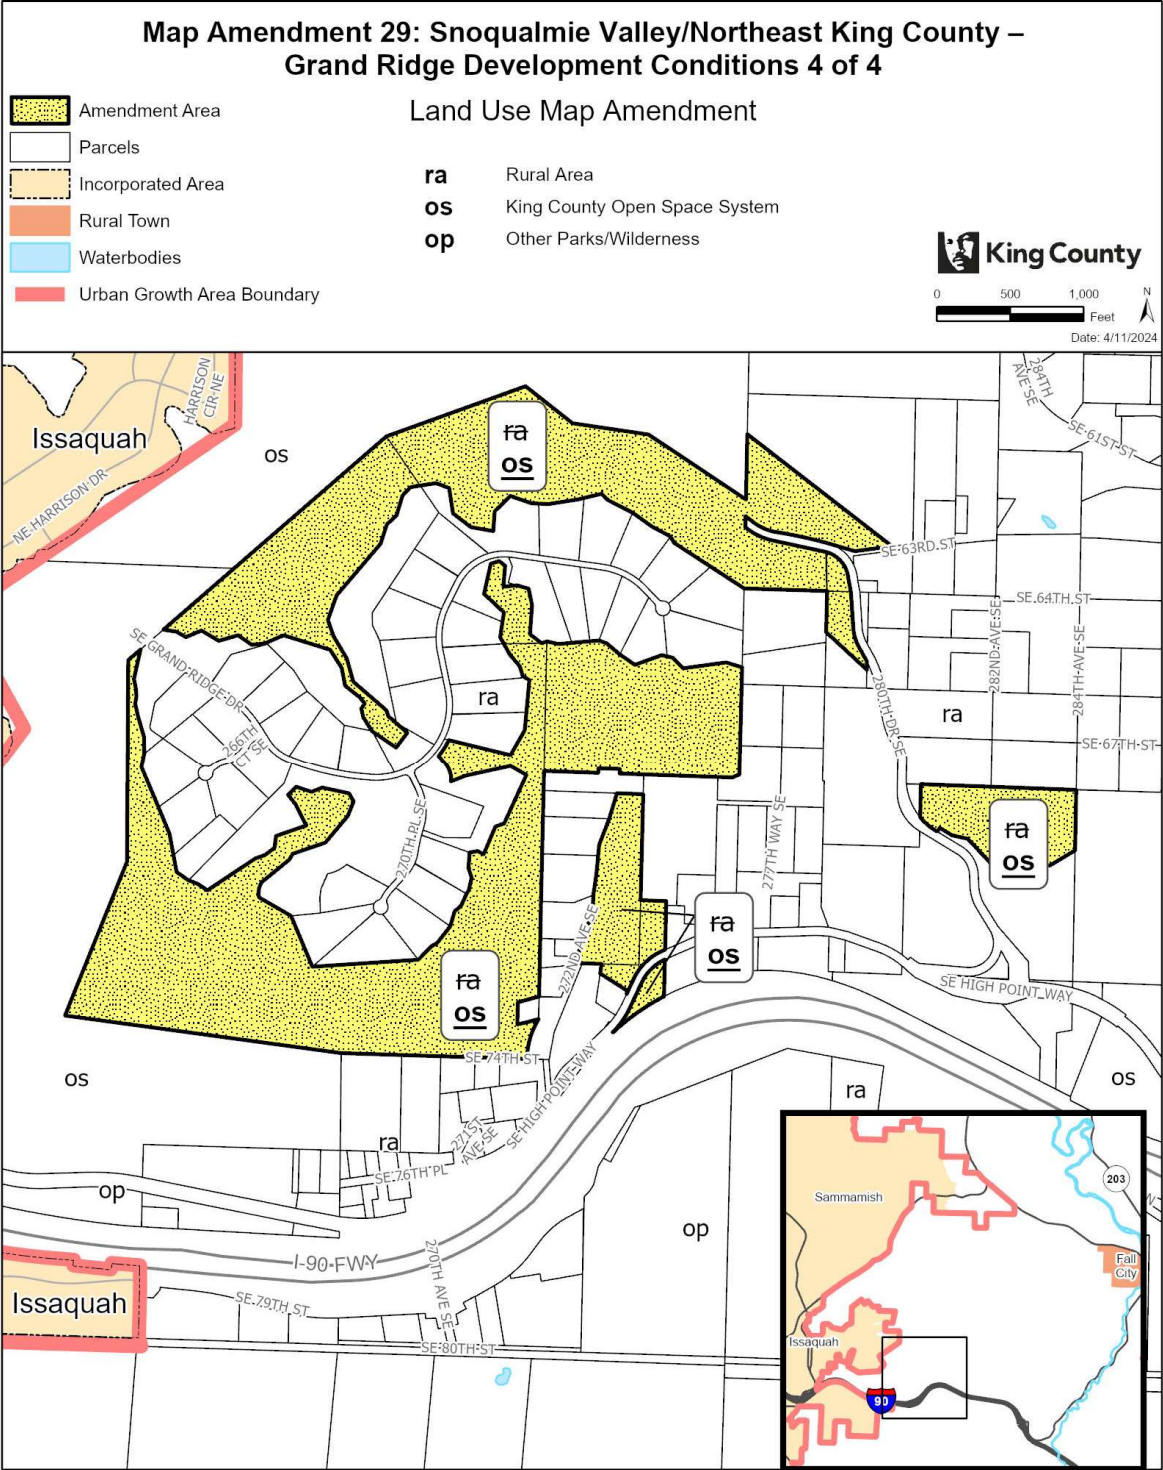 Map Amendment 29: Snoqualmie Valley/Northeast King County –
Grand Ridge Development Conditions 4 of 4
Land Use Map Amendment
Amendment Area
Parcels
Incorporated Area
Rural Town
Waterbodies
Urban Growth Area Boundary
ra Rural Area
os King County Open Space System
op Other Parks/Wilderness
King County
0 500 1,000
Feet
N
Date: 4/11/2024
HARRISON
CIR NE
Issaquah
NE HARRISON DR
os
ra
os
284TH
AVE SE
SE 61ST ST
SE 63RD ST
SE 64TH ST
282ND AVE SE
284TH AVE SE
SE GRAND RIDGE DR
266TH
CT SE
ra
280TH DR SE
ra
SE 67TH ST
270TH PL SE
277TH WAY SE
ra
os
272ND AVE SE
ra
os
ra
os
SE HIGH POINT WAY
SE 74TH ST
os
SE HIGH POINT WAY
271ST
AVE SE
ra
SE 76TH PL
op
ra
os
op
I-90 FWY
270TH AVE SE
Issaquah
SE 79TH ST
SE 80TH ST
Sammamish
203
Fall
City
Issaquah
90